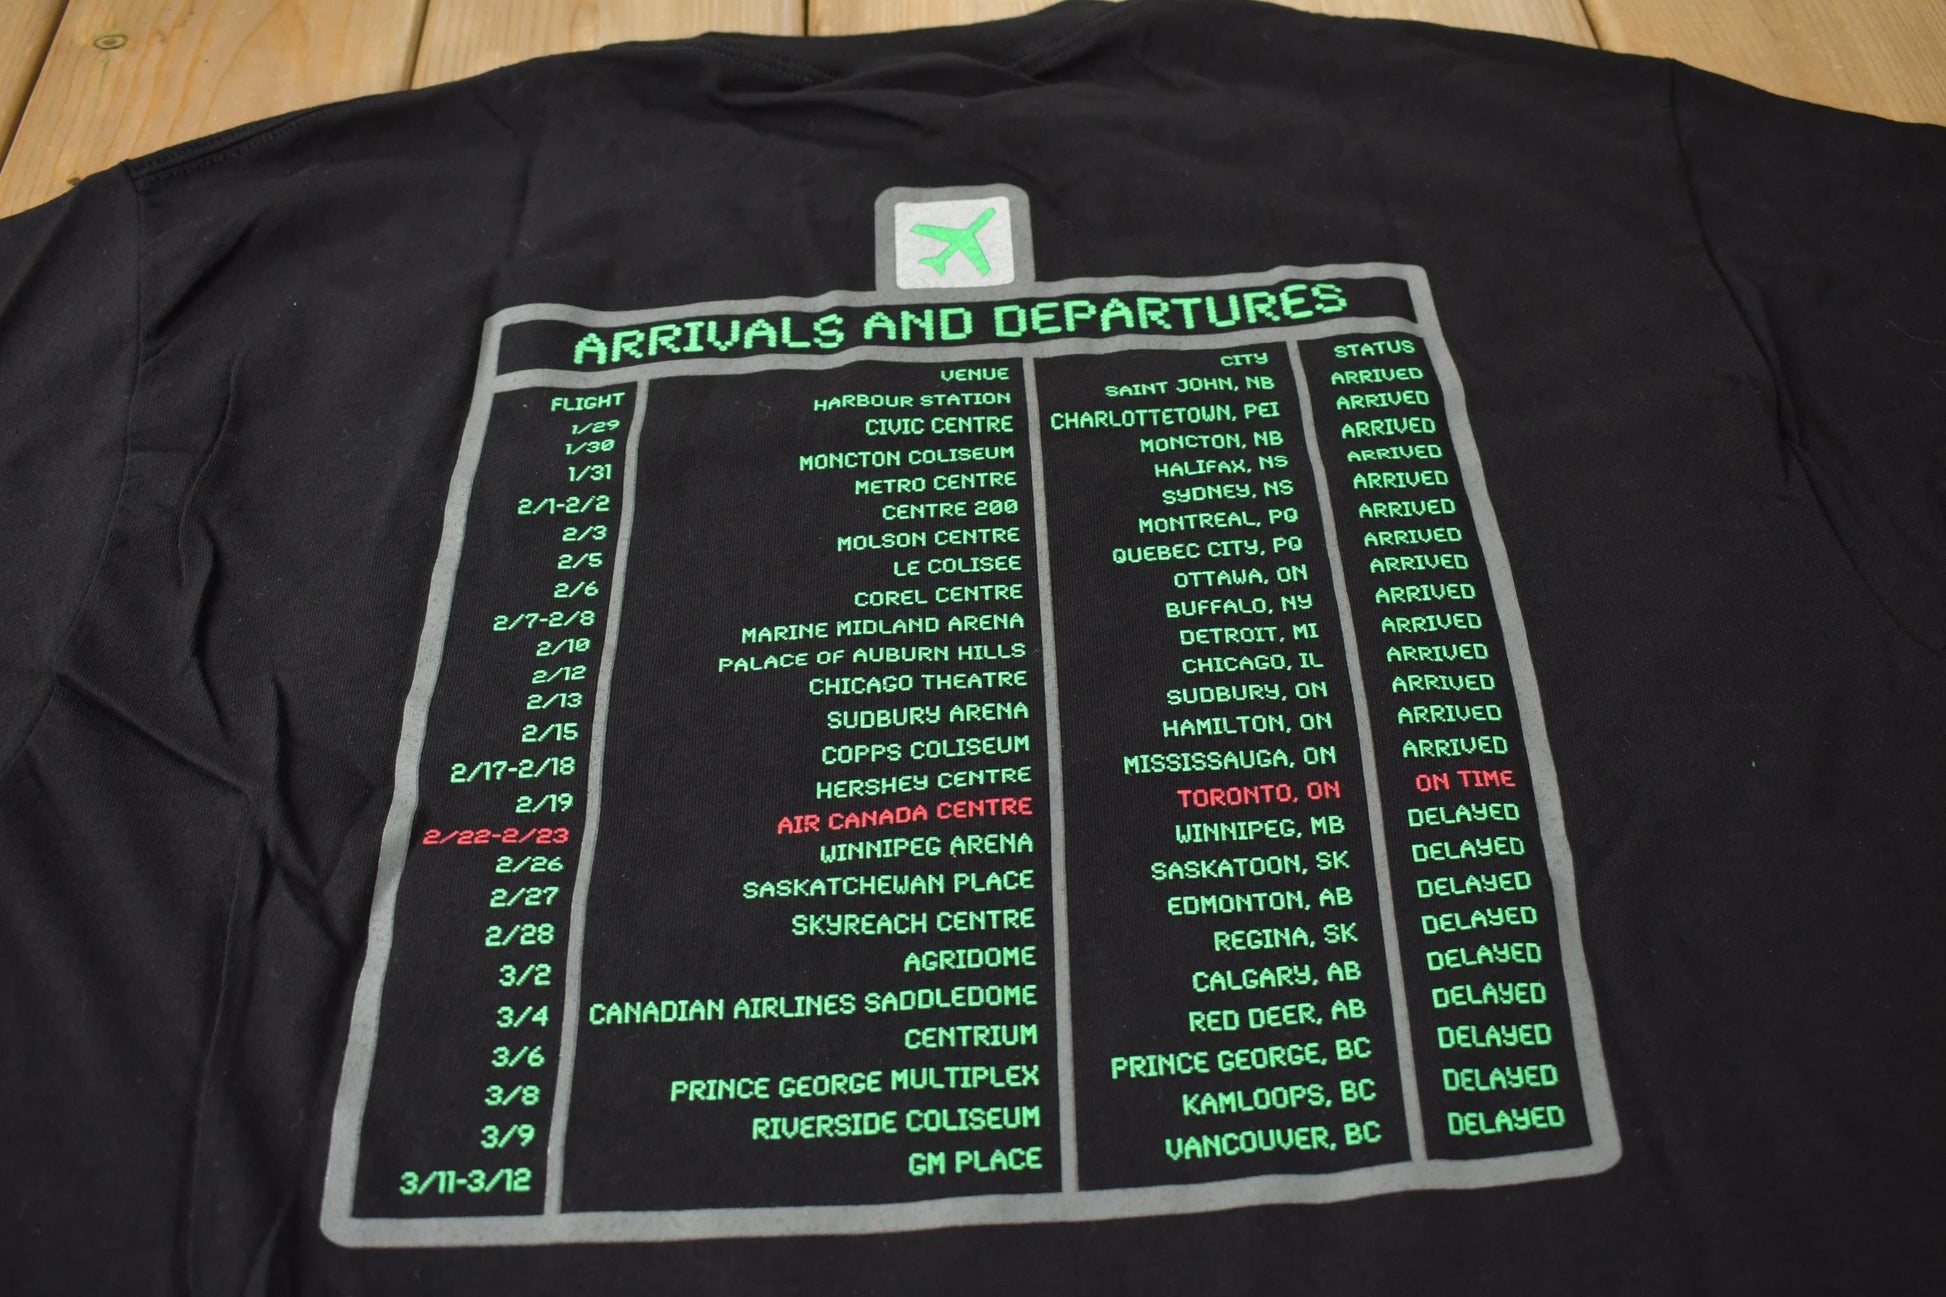 ARRIVALS AND DEPARTURES
FLIGHT VENUE CITY STATUS
1/29 HARBOUR STATION SAINT JOHN, NB ARRIVED
1/30 CIVIC CENTRE CHARLOTTETOWN, PEI ARRIVED
1/31 MONCTON COLISEUM MONCTON, NB ARRIVED
2/1-2/2 METRO CENTRE HALIFAX, NS ARRIVED
2/3 CENTRE 200 SYDNEY, NS ARRIVED
2/5 MOLSON CENTRE MONTREAL, PQ ARRIVED
2/6 LE COLISEE QUEBEC CITY, PQ ARRIVED
2/7-2/8 COREL CENTRE OTTAWA, ON ARRIVED
2/10 MARINE MIDLAND ARENA BUFFALO, NY ARRIVED
2/12 PALACE OF AUBURN HILLS DETROIT, MI ARRIVED
2/13 CHICAGO THEATRE CHICAGO, IL ARRIVED
2/15 SUDBURY ARENA SUDBURY, ON ARRIVED
2/17-2/18 COPPS COLISEUM HAMILTON, ON ARRIVED
2/19 HERSHEY CENTRE MISSISSAUGA, ON ARRIVED
2/22-2/23 AIR CANADA CENTRE TORONTO, ON ON TIME
2/26 WINNIPEG ARENA WINNIPEG, MB DELAYED
2/27 SASKATCHEWAN PLACE SASKATOON, SK DELAYED
2/28 SKYREACH CENTRE EDMONTON, AB DELAYED
3/2 AGRIDOME REGINA, SK DELAYED
3/4 CANADIAN AIRLINES SADDLEDOME CALGARY, AB DELAYED
3/6 CENTRIUM RED DEER, AB DELAYED
3/8 PRINCE GEORGE MULTIPLEX PRINCE GEORGE, BC DELAYED
3/9 RIVERSIDE COLISEUM KAMLOOPS, BC DELAYED
3/11-3/12 GM PLACE VANCOUVER, BC DELAYED